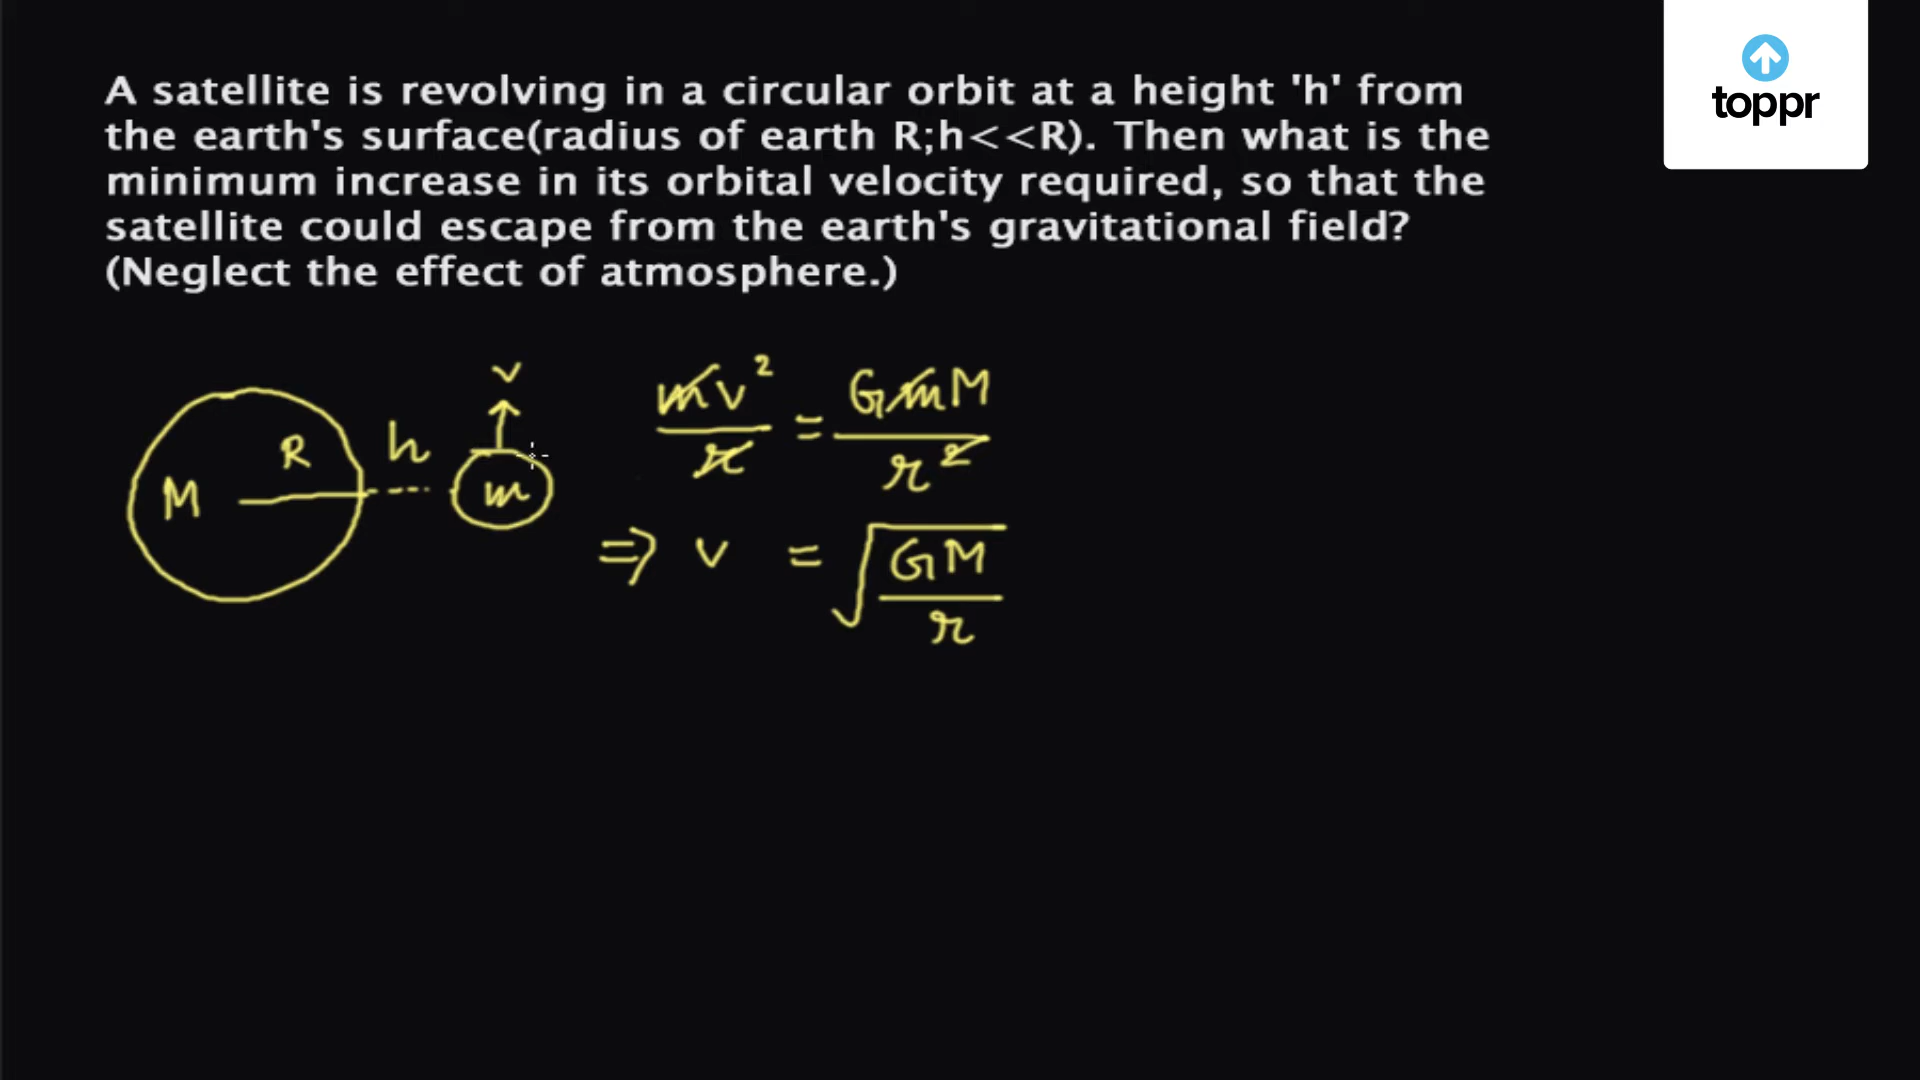 toppr
A satellite is revolving in a circular orbit at a height 'h' from
the earth's surface(radius of earth R;h<<R). Then what is the
minimum increase in its orbital velocity required, so that the
satellite could escape from the earth's gravitational field?
(Neglect the effect of atmosphere.)
M R h m v
mv²/r = GmM/r²
⇒ v = √(GM/r)